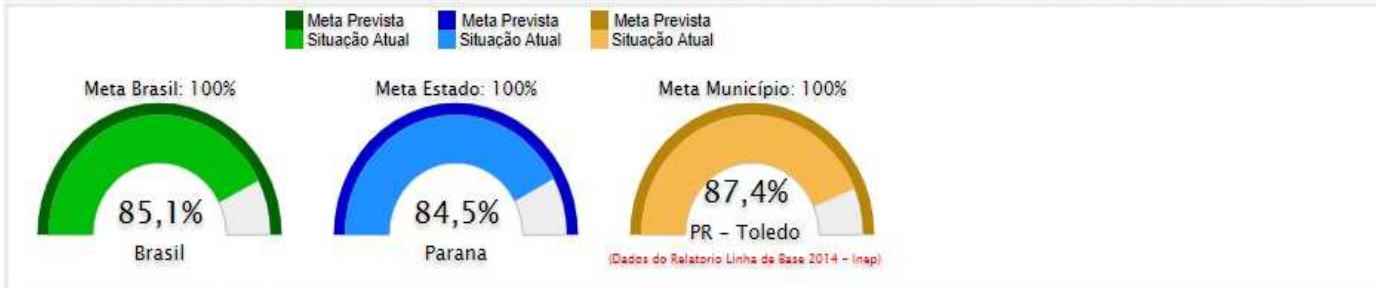 Meta Prevista
Situação Atual
Meta Prevista
Situação Atual
Meta Prevista
Situação Atual
Meta Brasil: 100%
85,1%
Brasil
Meta Estado: 100%
84,5%
Parana
Meta Município: 100%
87,4%
PR – Toledo
(Dados do Relatorio Linha de Base 2014 – Inep)